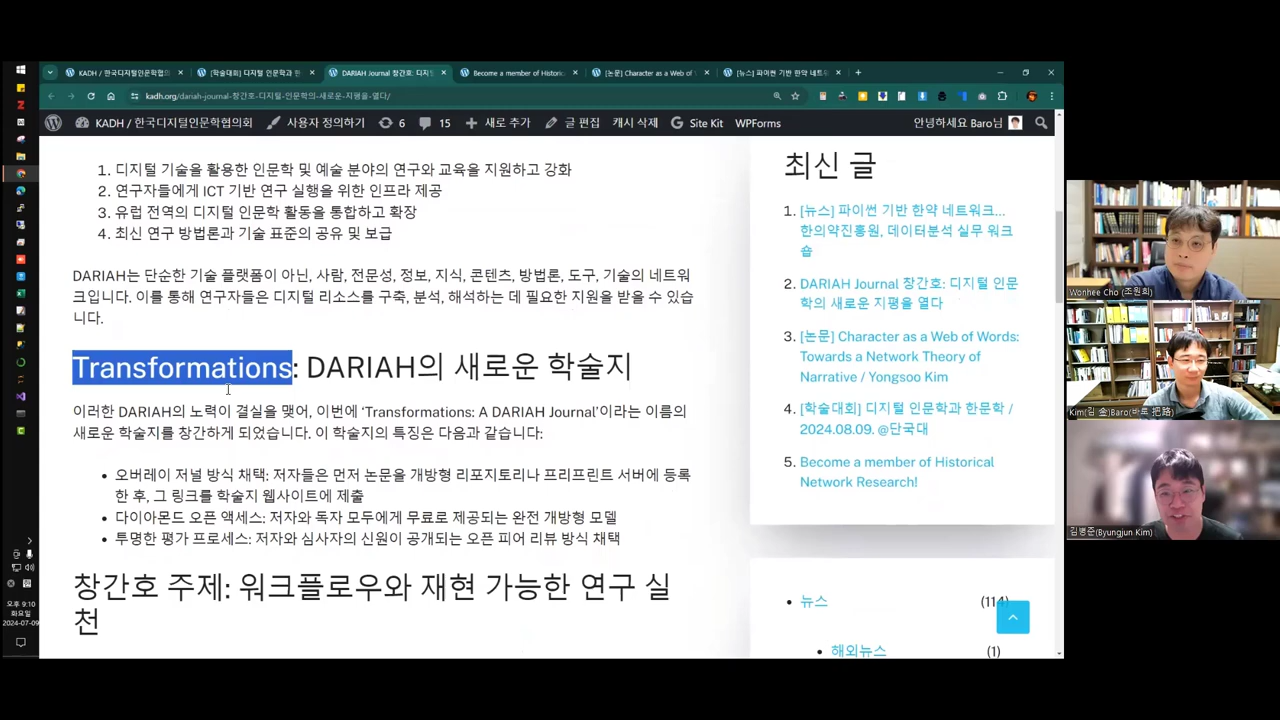 KADH / 한국디지털인문학협
[학술대회] 디지털 인문학과 한
DARIAH Journal 창간호: 디지
Become a member of Historic
[논문] Character as a Web of
[뉴스] 파이썬 기반 한약 네트워
kadh.org/dariah-journal-창간호-디지털-인문학의-새로운-지평을-열다/
KADH / 한국디지털인문학협의회
사용자 정의하기
6
15
새로 추가
글 편집
캐시 삭제
Site Kit
WPForms
안녕하세요 Baro님
1. 디지털 기술을 활용한 인문학 및 예술 분야의 연구와 교육을 지원하고 강화
2. 연구자들에게 ICT 기반 연구 실행을 위한 인프라 제공
3. 유럽 전역의 디지털 인문학 활동을 통합하고 확장
4. 최신 연구 방법론과 기술 표준의 공유 및 보급
DARIAH는 단순한 기술 플랫폼이 아닌, 사람, 전문성, 정보, 지식, 콘텐츠, 방법론, 도구, 기술의 네트워
크입니다. 이를 통해 연구자들은 디지털 리소스를 구축, 분석, 해석하는 데 필요한 지원을 받을 수 있습
니다.
Transformations: DARIAH의 새로운 학술지
이러한 DARIAH의 노력이 결실을 맺어, 이번에 ‘Transformations: A DARIAH Journal’이라는 이름의
새로운 학술지를 창간하게 되었습니다. 이 학술지의 특징은 다음과 같습니다:
• 오버레이 저널 방식 채택: 저자들은 먼저 논문을 개방형 리포지토리나 프리프린트 서버에 등록
한 후, 그 링크를 학술지 웹사이트에 제출
• 다이아몬드 오픈 액세스: 저자와 독자 모두에게 무료로 제공되는 완전 개방형 모델
• 투명한 평가 프로세스: 저자와 심사자의 신원이 공개되는 오픈 피어 리뷰 방식 채택
창간호 주제: 워크플로우와 재현 가능한 연구 실
천
최신 글
1. [뉴스] 파이썬 기반 한약 네트워크…
한의약진흥원, 데이터분석 실무 워크
숍
2. DARIAH Journal 창간호: 디지털 인문
학의 새로운 지평을 열다
3. [논문] Character as a Web of Words:
Towards a Network Theory of
Narrative / Yongsoo Kim
4. [학술대회] 디지털 인문학과 한문학 /
2024.08.09. @단국대
5. Become a member of Historical
Network Research!
• 뉴스 (114)
• 해외뉴스 (1)
오후 9:10
화요일
2024-07-09
Wonhee Cho (조원희)
Kim(김 金)Baro(바로 把路)
김병준(Byungjun Kim)